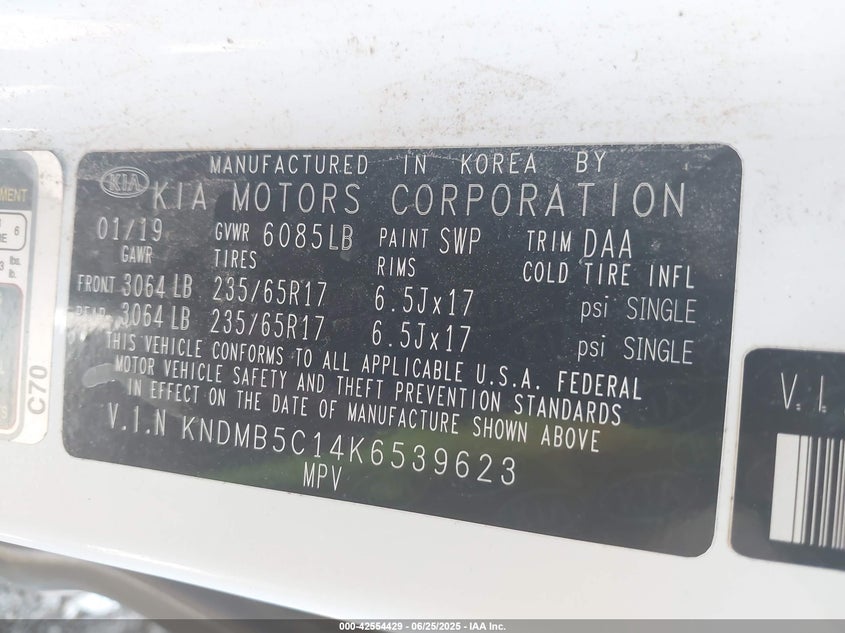 MANUFACTURED IN KOREA BY
KIA KIA MOTORS CORPORATION
01/19 GVWR 6085LB PAINT SWP TRIM DAA
GAWR TIRES RIMS COLD TIRE INFL
FRONT 3064 LB 235/65R17 6.5Jx17 psi SINGLE
REAR 3064 LB 235/65R17 6.5Jx17 psi SINGLE
THIS VEHICLE CONFORMS TO ALL APPLICABLE U.S.A. FEDERAL
MOTOR VEHICLE SAFETY AND THEFT PREVENTION STANDARDS
IN EFFECT ON THE DATE OF MANUFACTURE SHOWN ABOVE
V.I.N KNDMB5C14K6539623
MPV
C70
6
lbs.
lb.
V.I.
000-42554429 - 06/25/2025 - IAA Inc.